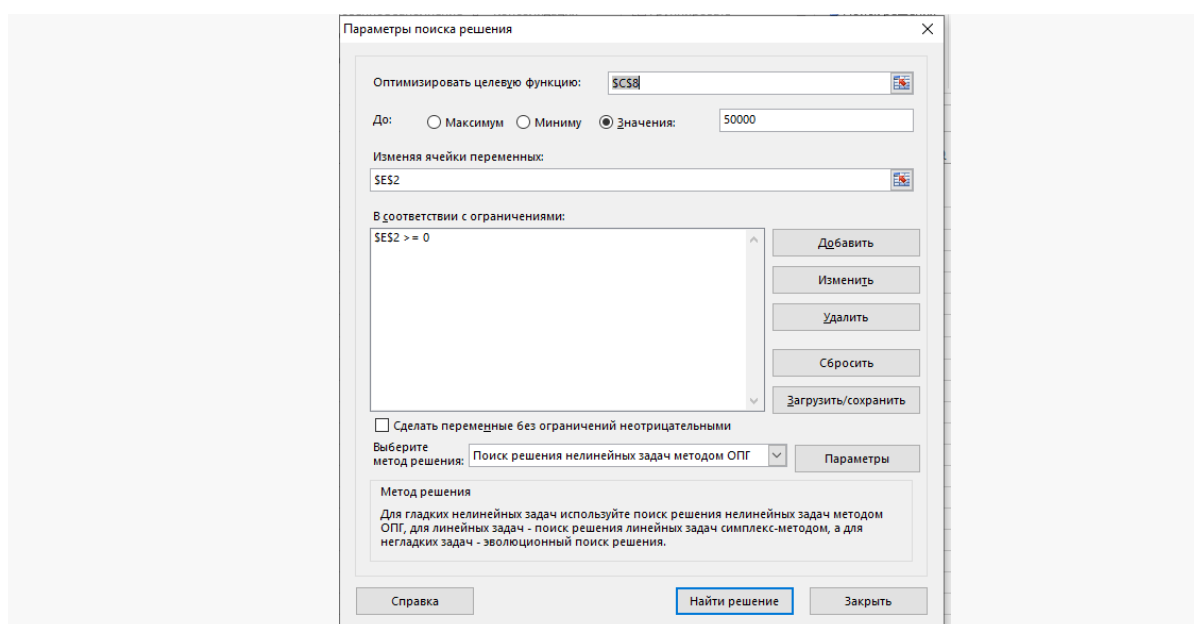 Параметры поиска решения
Оптимизировать целевую функцию: $C$8
До: Максимум Миниму Значения: 50000
Изменяя ячейки переменных:
$E$2
В соответствии с ограничениями:
$E$2 >= 0
Добавить
Изменить
Удалить
Сбросить
Загрузить/сохранить
Сделать переменные без ограничений неотрицательными
Выберите
метод решения: Поиск решения нелинейных задач методом ОПГ Параметры
Метод решения
Для гладких нелинейных задач используйте поиск решения нелинейных задач методом
ОПГ, для линейных задач - поиск решения линейных задач симплекс-методом, а для
негладких задач - эволюционный поиск решения.
Справка Найти решение Закрыть